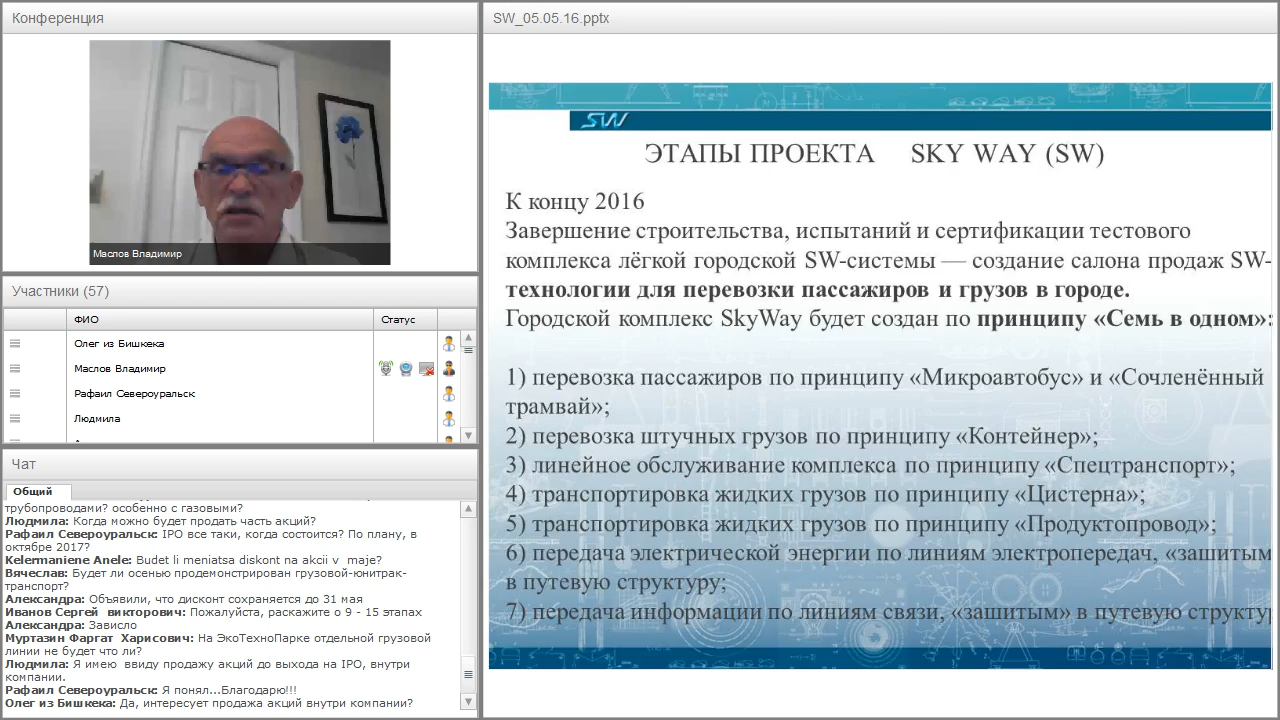 Конференция
Маслов Владимир
Участники (57)
ФИО
Статус
Олег из Бишкека
Маслов Владимир
Рафаил Североуральск
Людмила
Чат
Общий
трубопроводами? особенно с газовыми?
Людмила: Когда можно будет продать часть акций?
Рафаил Североуральск: IPO все таки, когда состоится? По плану, в
октябре 2017?
Kelermaniene Anele: Budet li meniatsa diskont na akcii v maje?
Вячеслав: Будет ли осенью продемонстрирован грузовой-юнитрак-
транспорт?
Александра: Объявили, что дисконт сохраняется до 31 мая
Иванов Сергей викторович: Пожалуйста, раскажите о 9 - 15 этапах
Александра: Зависло
Муртазин Фаргат Харисович: На ЭкоТехноПарке отдельной грузовой
линии не будет что ли?
Людмила: Я имею ввиду продажу акций до выхода на IPO, внутри
компании.
Рафаил Североуральск: Я понял...Благодарю!!!
Олег из Бишкека: Да, интересует продажа акций внутри компании?
SW_05.05.16.pptx
SW
ЭТАПЫ ПРОЕКТА SKY WAY (SW)
К концу 2016
Завершение строительства, испытаний и сертификации тестового
комплекса лёгкой городской SW-системы — создание салона продаж SW-
технологии для перевозки пассажиров и грузов в городе.
Городской комплекс SkyWay будет создан по принципу «Семь в одном»:
1) перевозка пассажиров по принципу «Микроавтобус» и «Сочленённый
трамвай»;
2) перевозка штучных грузов по принципу «Контейнер»;
3) линейное обслуживание комплекса по принципу «Спецтранспорт»;
4) транспортировка жидких грузов по принципу «Цистерна»;
5) транспортировка жидких грузов по принципу «Продуктопровод»;
6) передача электрической энергии по линиям электропередач, «зашитым
в путевую структуру;
7) передача информации по линиям связи, «зашитым» в путевую структур